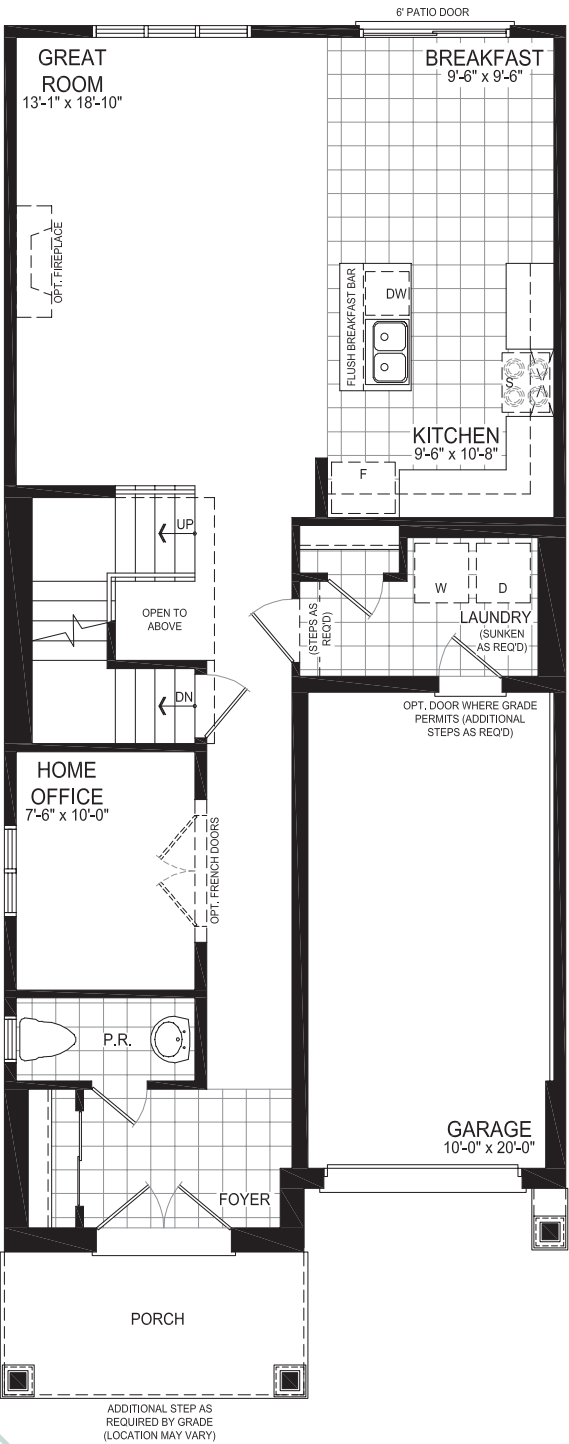 6' PATIO DOOR
GREAT
ROOM
13'-1" x 18'-10"
BREAKFAST
9'-6" x 9'-6"
OPT. FIREPLACE
FLUSH BREAKFAST BAR
DW
S
KITCHEN
9'-6" x 10'-8"
F
UP
OPEN TO
ABOVE
DN
(STEPS AS
REQ'D)
W
D
LAUNDRY
(SUNKEN
AS REQ'D)
OPT. DOOR WHERE GRADE
PERMITS (ADDITIONAL
STEPS AS REQ'D)
HOME
OFFICE
7'-6" x 10'-0"
OPT. FRENCH DOORS
P.R.
GARAGE
10'-0" x 20'-0"
FOYER
PORCH
ADDITIONAL STEP AS
REQUIRED BY GRADE
(LOCATION MAY VARY)